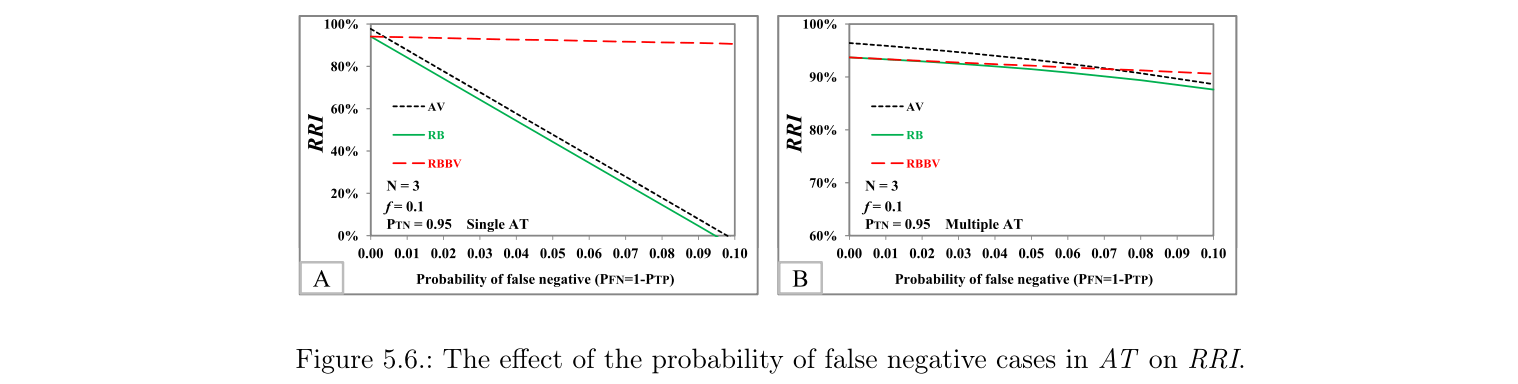 100%
80%
60%
40%
20%
0%
RRI
AV
RB
RBBV
N = 3
f = 0.1
PTN = 0.95 Single AT
0.00 0.01 0.02 0.03 0.04 0.05 0.06 0.07 0.08 0.09 0.10
Probability of false negative (PFN=1-PTP)
A
100%
90%
80%
70%
60%
RRI
AV
RB
RBBV
N = 3
f = 0.1
PTN = 0.95 Multiple AT
0.00 0.01 0.02 0.03 0.04 0.05 0.06 0.07 0.08 0.09 0.10
Probability of false negative (PFN=1-PTP)
B
Figure 5.6.: The effect of the probability of false negative cases in AT on RRI.